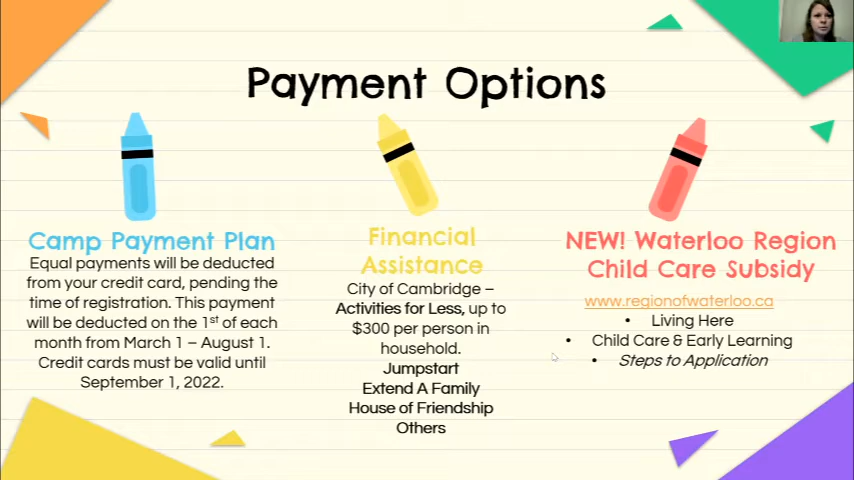 Payment Options
Camp Payment Plan
Equal payments will be deducted
from your credit card, pending the
time of registration. This payment
will be deducted on the 1st of each
month from March 1 – August 1.
Credit cards must be valid until
September 1, 2022.
Financial
Assistance
City of Cambridge –
Activities for Less, up to
$300 per person in
household.
Jumpstart
Extend A Family
House of Friendship
Others
NEW! Waterloo Region
Child Care Subsidy
www.regionofwaterloo.ca
• Living Here
• Child Care & Early Learning
• Steps to Application